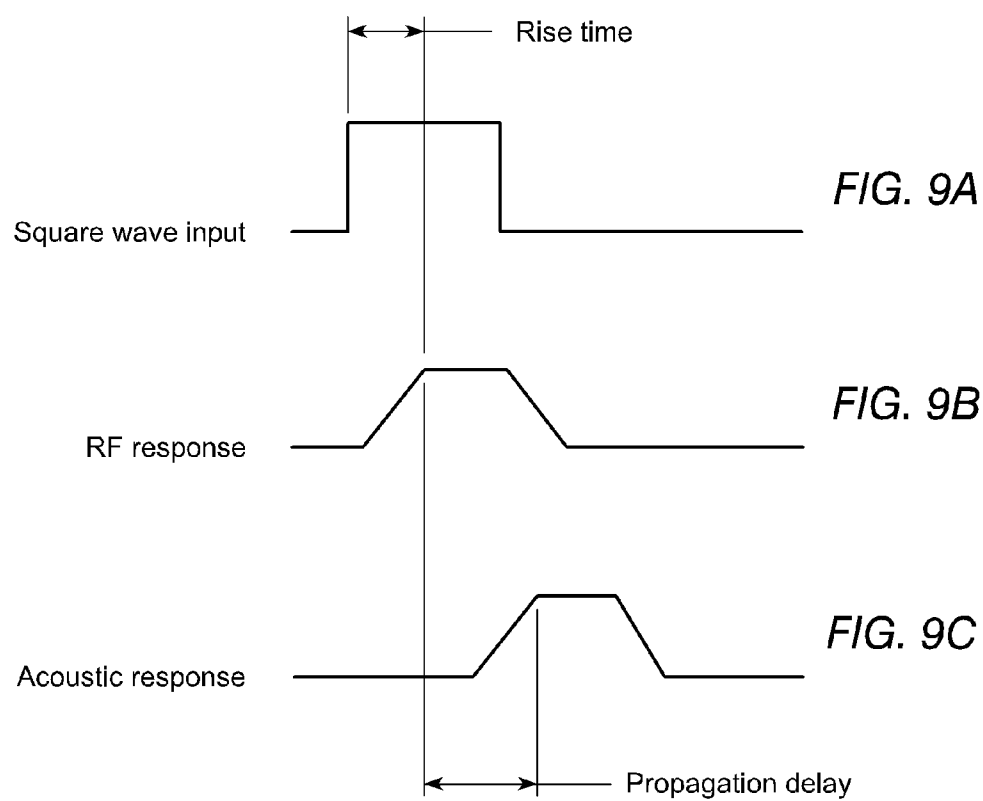 Rise time
FIG. 9A
Square wave input
FIG. 9B
RF response
FIG. 9C
Acoustic response
Propagation delay